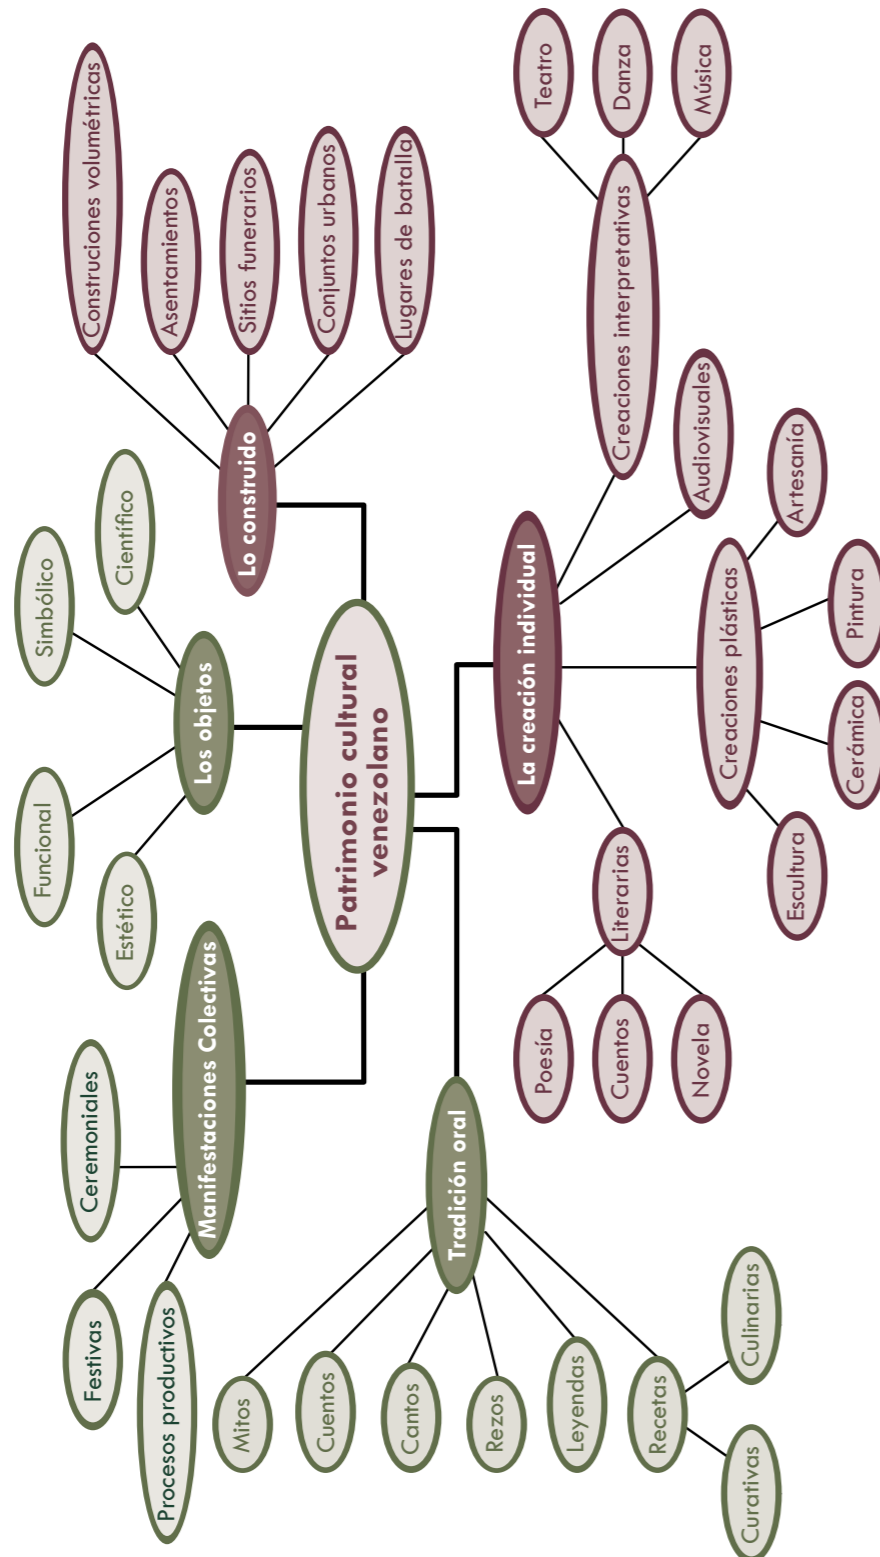 Festivas
Ceremoniales
Procesos productivos
Manifestaciones Colectivas
Funcional
Simbólico
Estético
Científico
Los objetos
Construciones volumétricas
Asentamientos
Sitios funerarios
Conjuntos urbanos
Lugares de batalla
Lo construido
Patrimonio cultural
venezolano
Tradición oral
Mitos
Cuentos
Cantos
Rezos
Leyendas
Recetas
Curativas
Culinarias
La creación individual
Literarias
Poesía
Cuentos
Novela
Creaciones plásticas
Escultura
Cerámica
Pintura
Artesanía
Audiovisuales
Creaciones interpretativas
Teatro
Danza
Música